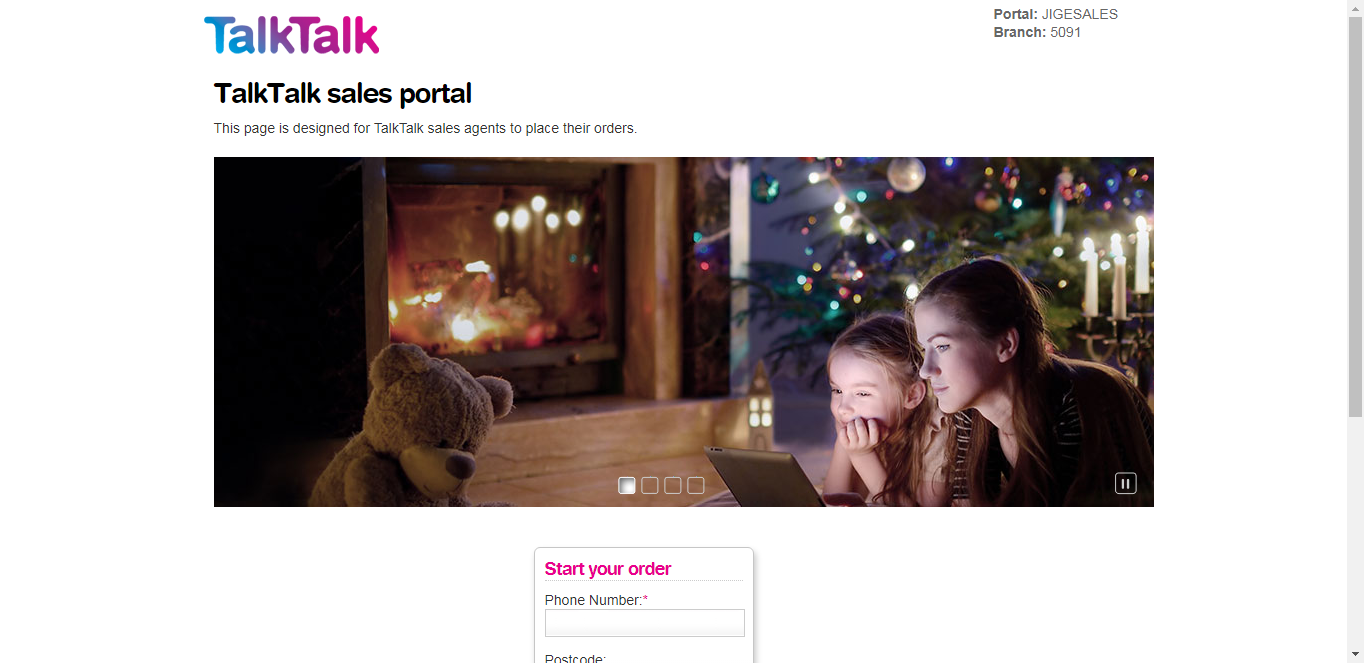 TalkTalk
Portal: JIGESALES
Branch: 5091
TalkTalk sales portal
This page is designed for TalkTalk sales agents to place their orders.
Start your order
Phone Number:*
Postcode: